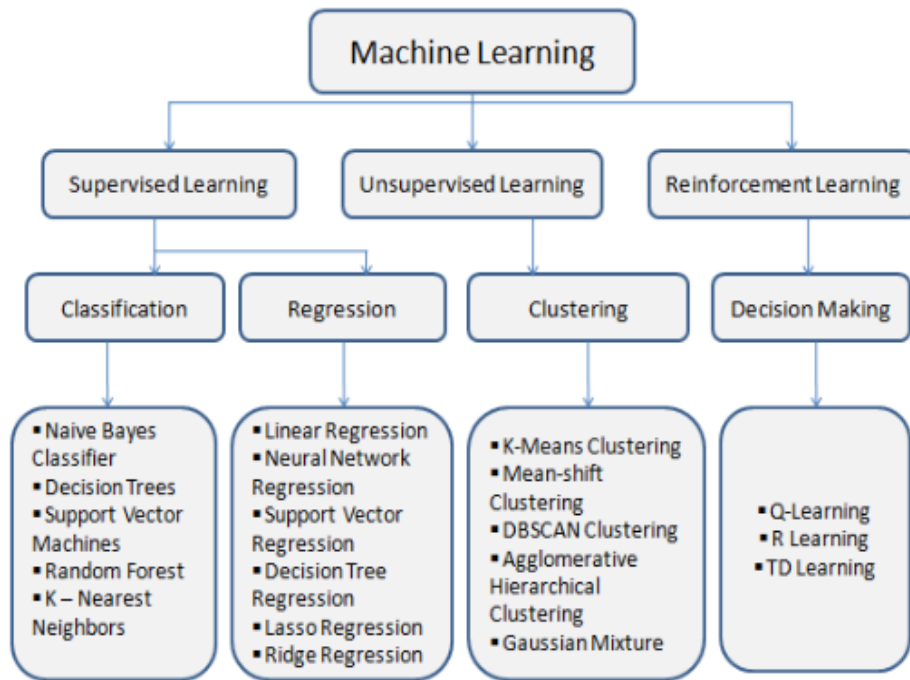 Machine Learning
Supervised Learning
Unsupervised Learning
Reinforcement Learning
Classification
Regression
Clustering
Decision Making
▪ Naive Bayes
Classifier
▪ Decision Trees
▪ Support Vector
Machines
▪ Random Forest
▪ K – Nearest
Neighbors
▪ Linear Regression
▪ Neural Network
Regression
▪ Support Vector
Regression
▪ Decision Tree
Regression
▪ Lasso Regression
▪ Ridge Regression
▪ K-Means Clustering
▪ Mean-shift
Clustering
▪ DBSCAN Clustering
▪ Agglomerative
Hierarchical
Clustering
▪ Gaussian Mixture
▪ Q-Learning
▪ R Learning
▪ TD Learning